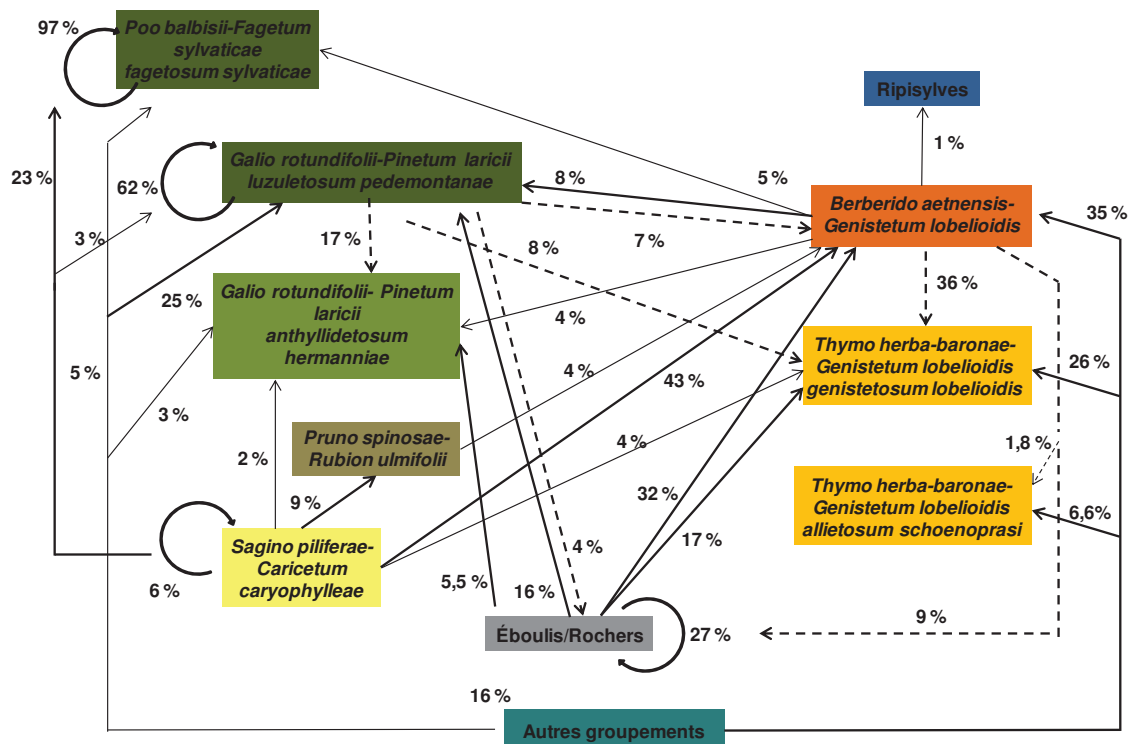 97 %
Poo balbisii-Fagetum
sylvaticae
fagetosum sylvaticae
Ripisylves
1 %
23 %
62 %
Galio rotundifolii-Pinetum laricii
luzuletosum pedemontanae
8 %
5 %
Berberido aetnensis-
Genistetum lobelioidis
35 %
3 %
17 %
8 %
7 %
36 %
25 %
Galio rotundifolii- Pinetum
laricii
anthyllidetosum
hermanniae
4 %
Thymo herba-baronae-
Genistetum lobelioidis
genistetosum lobelioidis
26 %
5 %
4 %
43 %
3 %
Pruno spinosae-
Rubion ulmifolii
4 %
1,8 %
2 %
9 %
32 %
Thymo herba-baronae-
Genistetum lobelioidis
allietosum schoenoprasi
6,6%
Sagino piliferae-
Caricetum
caryophylleae
6 %
4 %
17 %
5,5 %
16 %
Éboulis/Rochers
27 %
9 %
16 %
Autres groupements